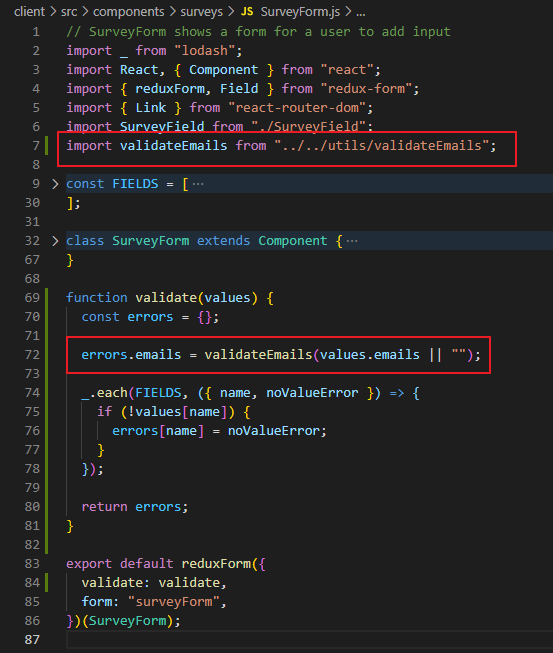 client > src > components > surveys > JS SurveyForm.js > ...
1 // SurveyForm shows a form for a user to add input
2 import _ from "lodash";
3 import React, { Component } from "react";
4 import { reduxForm, Field } from "redux-form";
5 import { Link } from "react-router-dom";
6 import SurveyField from "./SurveyField";
7 import validateEmails from "../../utils/validateEmails";
8
9 > const FIELDS = [ ⋯
30 ];
31
32 > class SurveyForm extends Component { ⋯
67 }
68
69 function validate(values) {
70   const errors = {};
71
72   errors.emails = validateEmails(values.emails || "");
73
74   _.each(FIELDS, ({ name, noValueError }) => {
75     if (!values[name]) {
76       errors[name] = noValueError;
77     }
78   });
79
80   return errors;
81 }
82
83 export default reduxForm({
84   validate: validate,
85   form: "surveyForm",
86 })(SurveyForm);
87